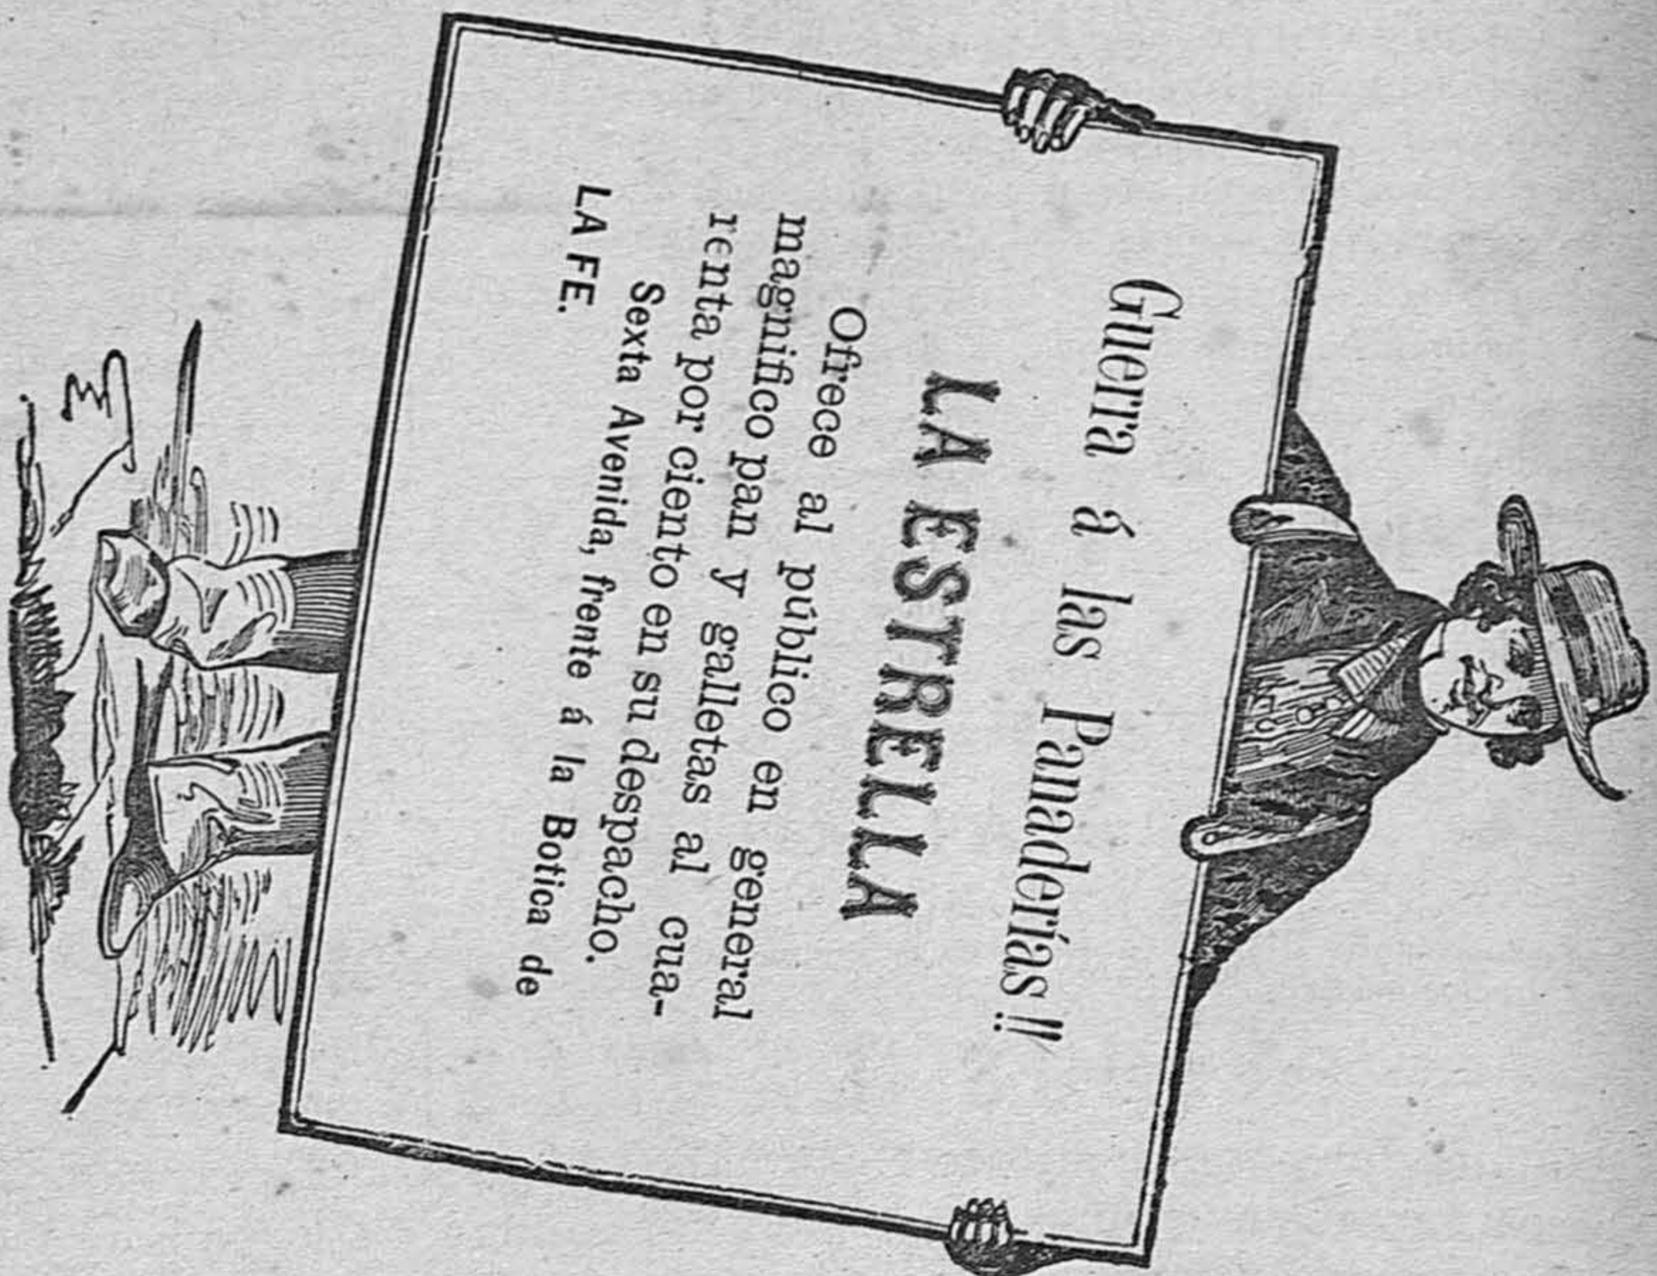 Guerra á las Panaderías!!
LA ESTRELLA
Ofrece al público en general
magnifico pan y galletas al cua-
renta por ciento en su despacho.
Sexta Avenida, frente á la Botica de
LA FE.